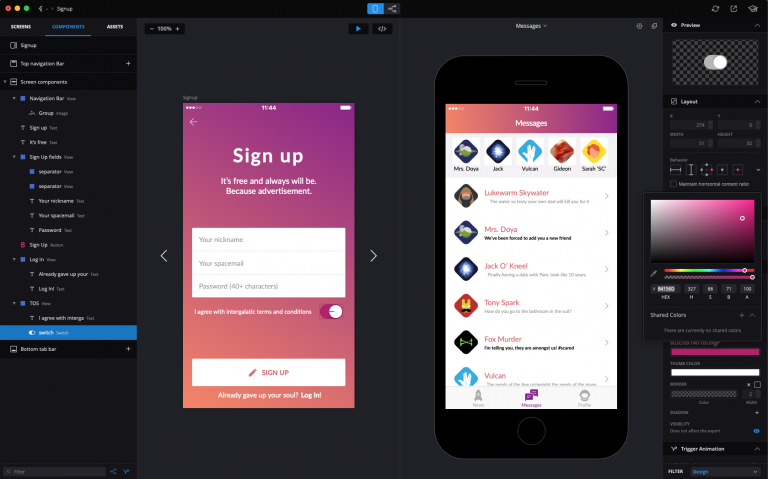 Signup
SCREENS COMPONENTS ASSETS
Signup
Top navigation Bar
Screen components
Navigation Bar View
Group Image
Sign up Text
It's free Text
Sign Up fields View
separator View
separator View
Your nickname Text
Your spacemail Text
Password Text
Sign Up Button
Log In View
Already gave up your Text
Log In! Text
TOS View
I agree with interga Text
switch Switch
Bottom tab bar
Filter
100%
Signup
11:44
Sign up
It's free and always will be.
Because advertisement.
Your nickname
Your spacemail
Password (40+ characters)
I agree with intergalatic terms and conditions
SIGN UP
Already gave up your soul? Log In!
Messages
11:44
Messages
Mrs. Doya Jack Vulcan Gideon Sarah 'SC'
Lukewarm Skywater
The water so tasty your own dad will kill you for it
Mrs. Doya
We've been forced to add you a new friend
Jack O' Kneel
Finally having a date with Pam, took like 10 years.
Tony Spark
How do you go to the bathroom in the suit?
Fox Murder
I'm telling you, they are amongst us! #scared
Vulcan
The needs of the few outweight the needs of the many
News Messages Profile
Preview
Layout
X Y
274 0
WIDTH HEIGHT
51 32
Behavior
Maintain horizontal content ratio
# B4156D 327 88 71 100
HEX H S B A
Shared Colors
There are currently no shared colors
SELECTED TINT COLOR
THUMB COLOR
BORDER
2
Color Width
SHADOW
VISIBILITY
Does not affect the export
Trigger Animation
FILTER Design